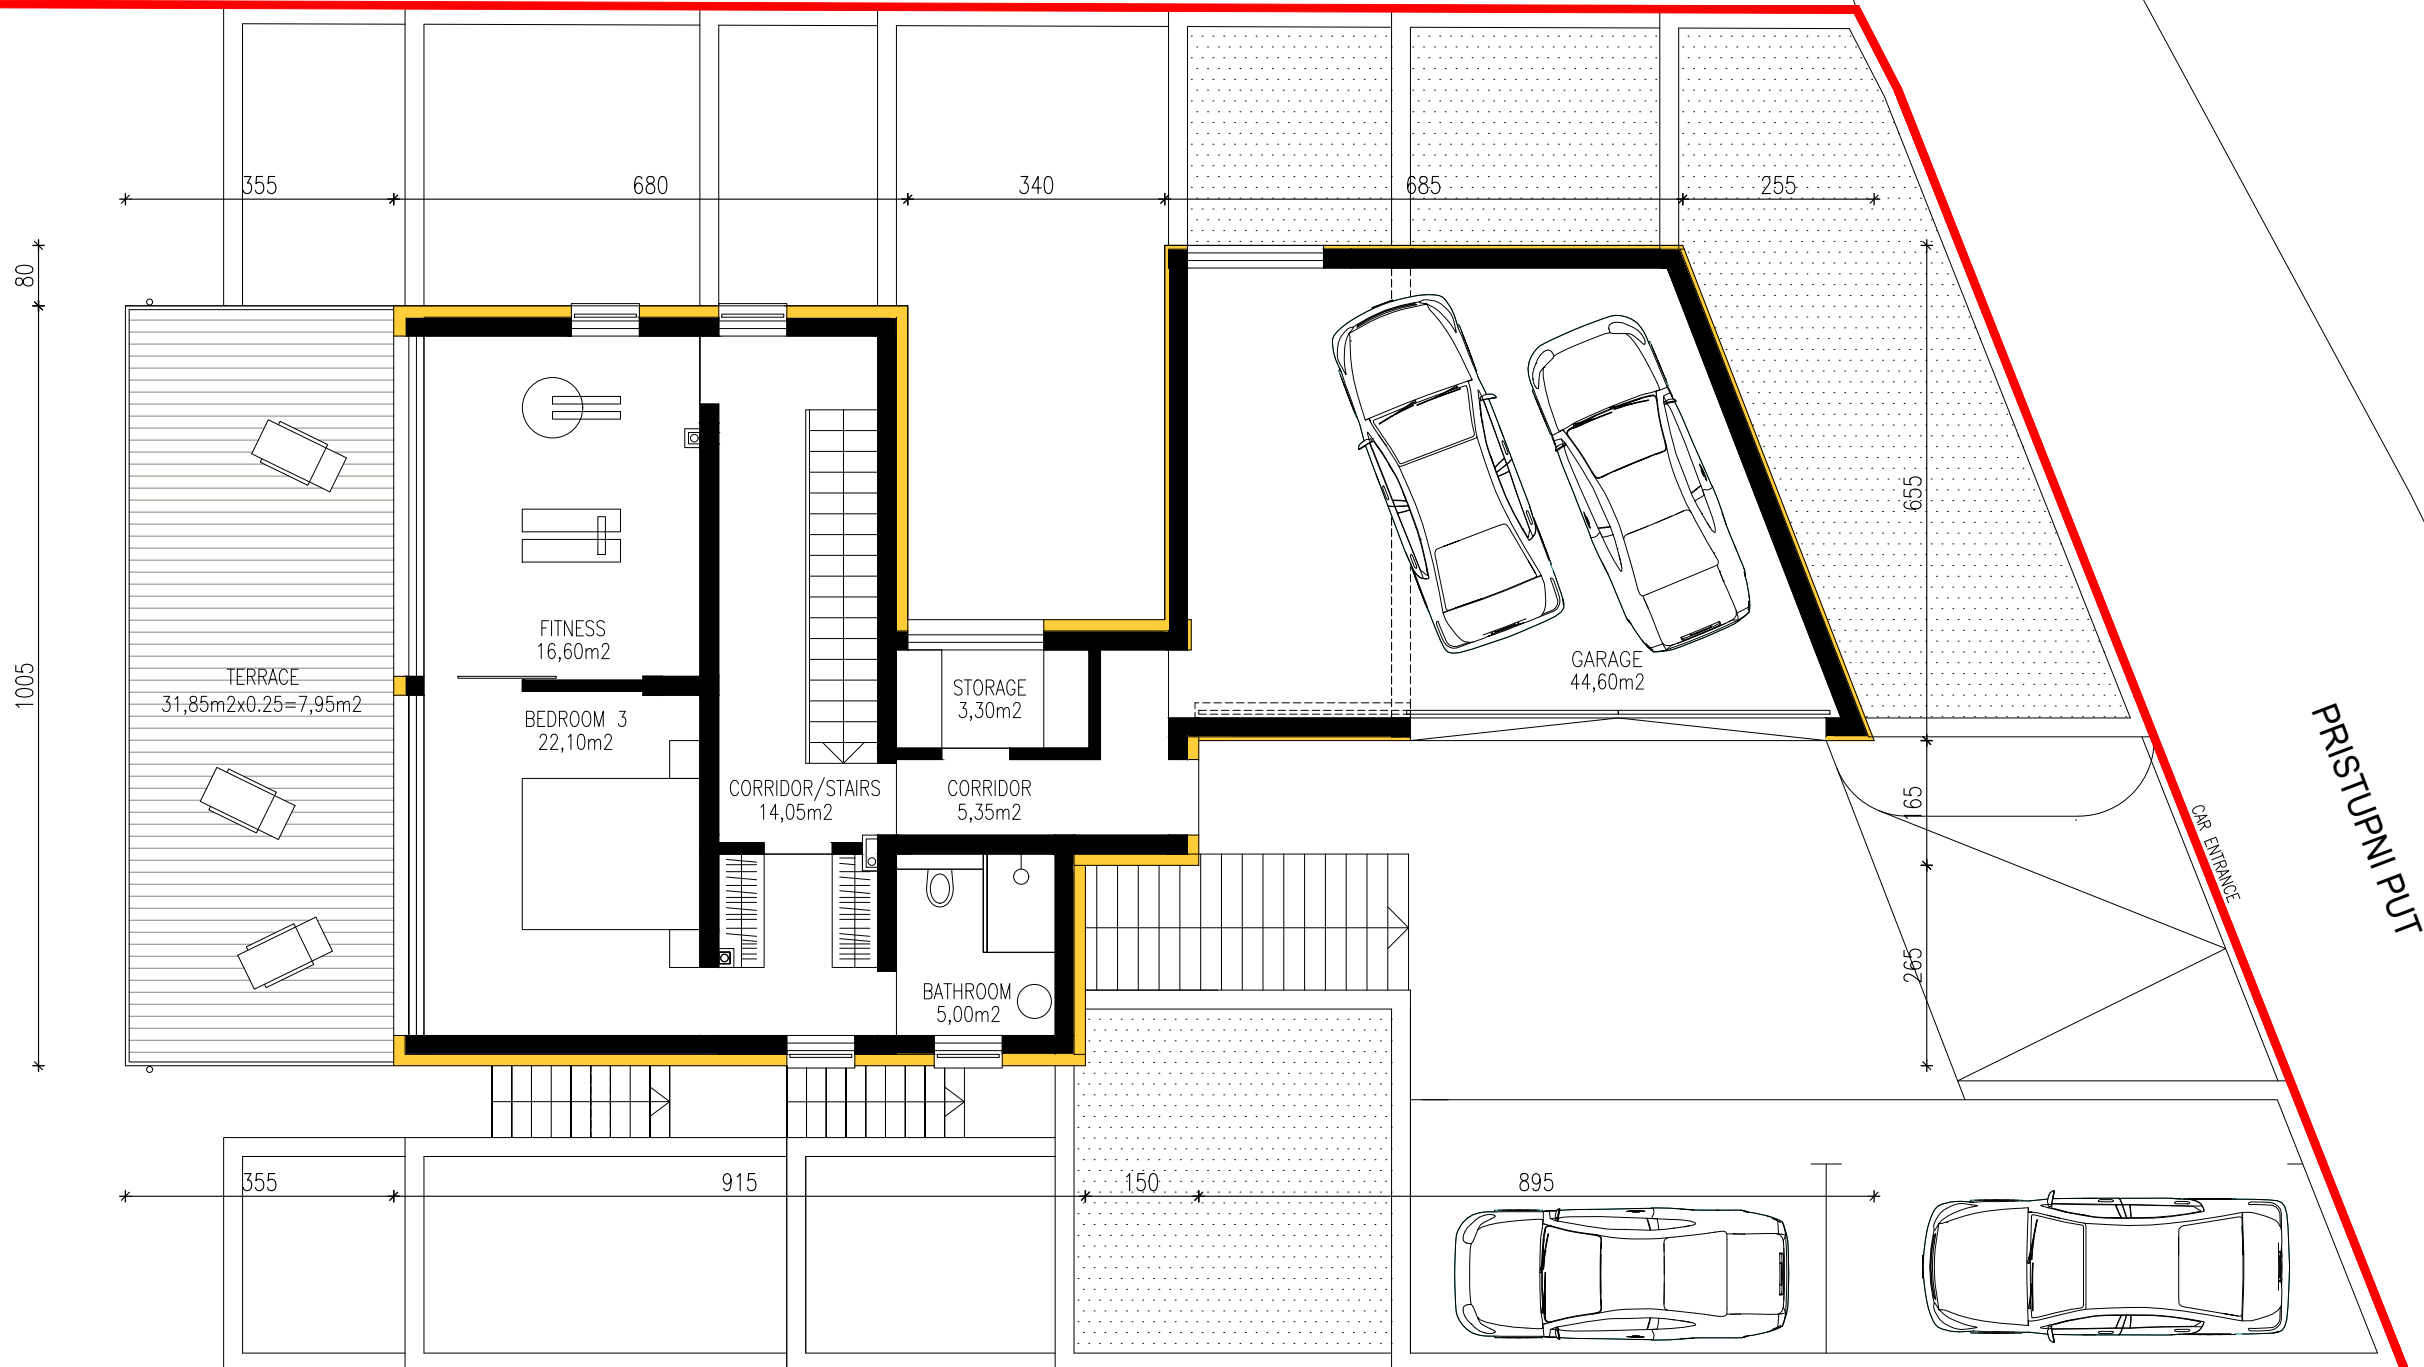 355
680
340
685
255
80
1005
655
165
265
FITNESS
16,60m2
TERRACE
31,85m2x0.25=7,95m2
BEDROOM 3
22,10m2
STORAGE
3,30m2
GARAGE
44,60m2
CORRIDOR/STAIRS
14,05m2
CORRIDOR
5,35m2
BATHROOM
5,00m2
CAR ENTRANCE
PRISTUPNI PUT
355
915
150
895